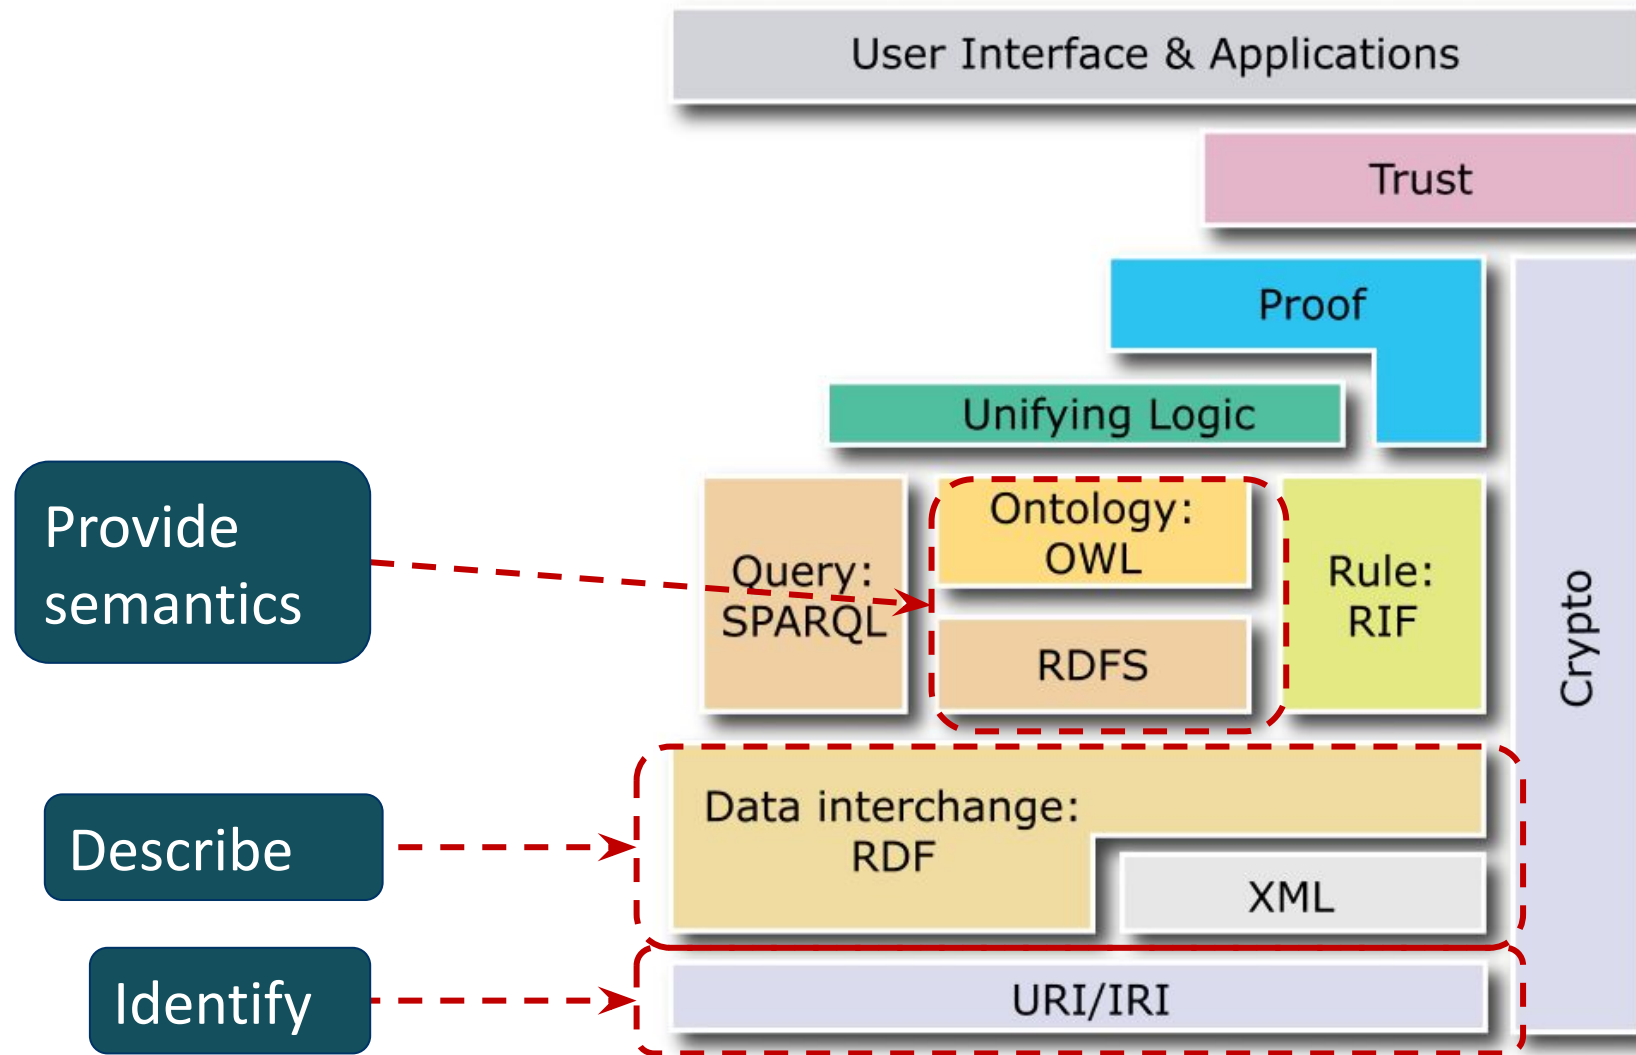 User Interface & Applications
Trust
Proof
Unifying Logic
Provide
semantics
Query:
SPARQL
Ontology:
OWL
RDFS
Rule:
RIF
Crypto
Describe
Data interchange:
RDF
XML
Identify
URI/IRI